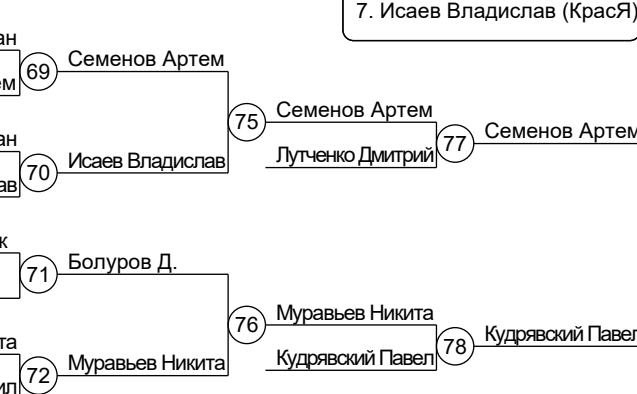 7. Исаев Владислав (КрасЯ)
69 Семенов Артем
75 Семенов Артем
77 Семенов Артем
70 Исаев Владислав
Лутченко Дмитрий
71 Болуров Д.
76 Муравьев Никита
78 Кудрявский Павел
72 Муравьев Никита
Кудрявский Павел